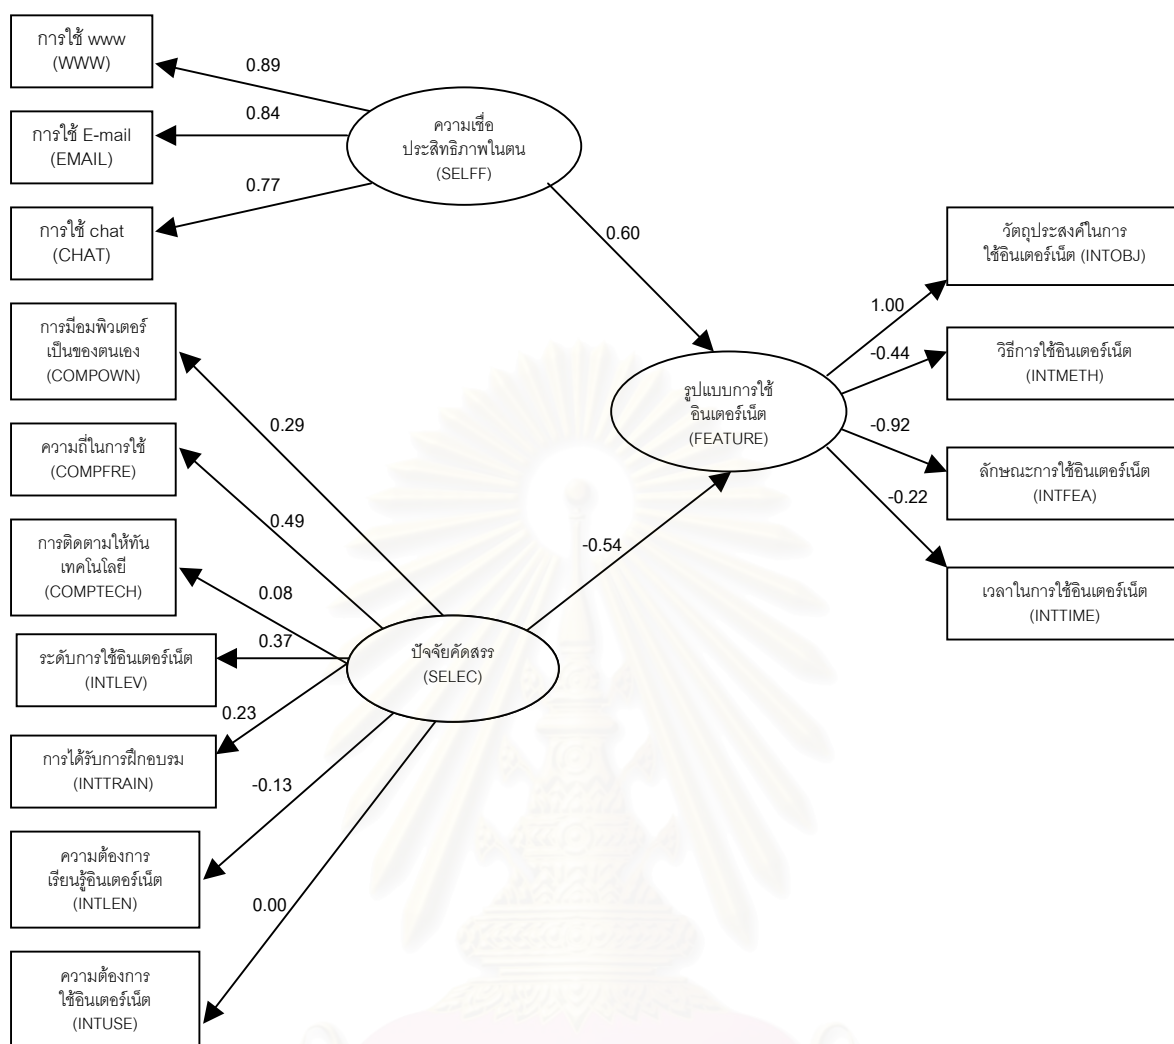 การใช้ www
(WWW)
0.89
การใช้ E-mail
(EMAIL)
0.84
การใช้ chat
(CHAT)
0.77
ความเชื่อ
ประสิทธิภาพในตน
(SELFF)
0.60
วัตถุประสงค์ในการ
ใช้อินเตอร์เน็ต (INTOBJ)
1.00
วิธีการใช้อินเตอร์เน็ต
(INTMETH)
-0.44
รูปแบบการใช้
อินเตอร์เน็ต
(FEATURE)
-0.92
ลักษณะการใช้อินเตอร์เน็ต
(INTFEA)
-0.22
เวลาในการใช้อินเตอร์เน็ต
(INTTIME)
-0.54
การมีอมพิวเตอร์
เป็นของตนเอง
(COMPOWN)
0.29
ความถี่ในการใช้
(COMPFRE)
0.49
การติดตามให้ทัน
เทคโนโลยี
(COMPTECH)
0.08
ระดับการใช้อินเตอร์เน็ต
(INTLEV)
0.37
ปัจจัยคัดสรร
(SELEC)
0.23
การได้รับการฝึกอบรม
(INTTRAIN)
-0.13
ความต้องการ
เรียนรู้อินเตอร์เน็ต
(INTLEN)
0.00
ความต้องการ
ใช้อินเตอร์เน็ต
(INTUSE)